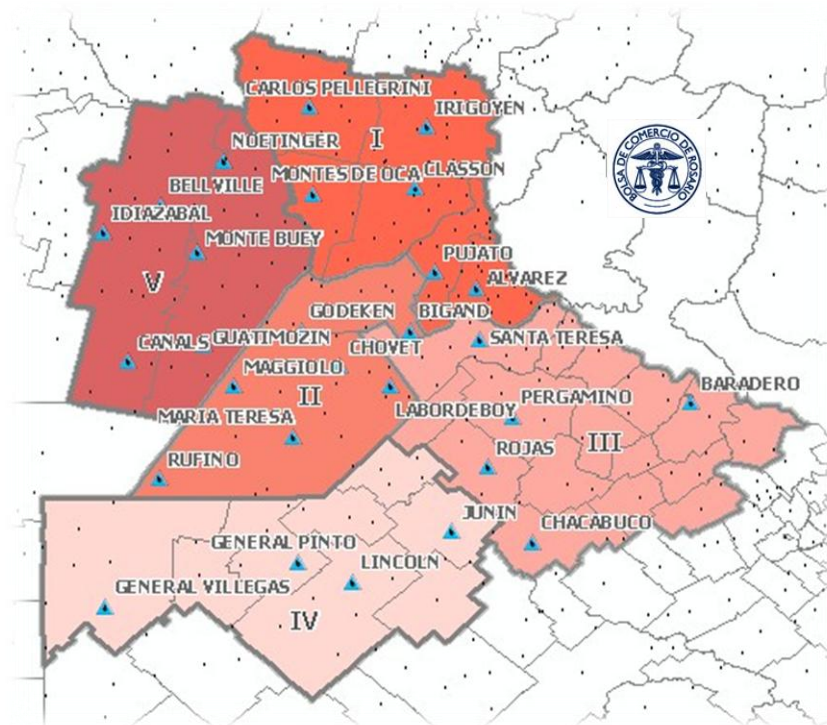 CARLOS PELLEGRINI
IRIGOYEN
NOETINGER
I
BOLSA DE COMERCIO DE ROSARIO
BELLVILLE
MONTES DE OCA
CLASSON
IDIAZABAL
MONTE BUEY
PUJATO
V
ALVAREZ
GODEKEN
BIGAND
CANALS
GUATIMOZIN
CHOVET
SANTA TERESA
MAGGIOLO
II
BARADERO
MARIA TERESA
LABORDEBOY
PERGAMINO
RUFINO
ROJAS
III
JUNIN
CHACABUCO
GENERAL PINTO
LINCOLN
GENERAL VILLEGAS
IV